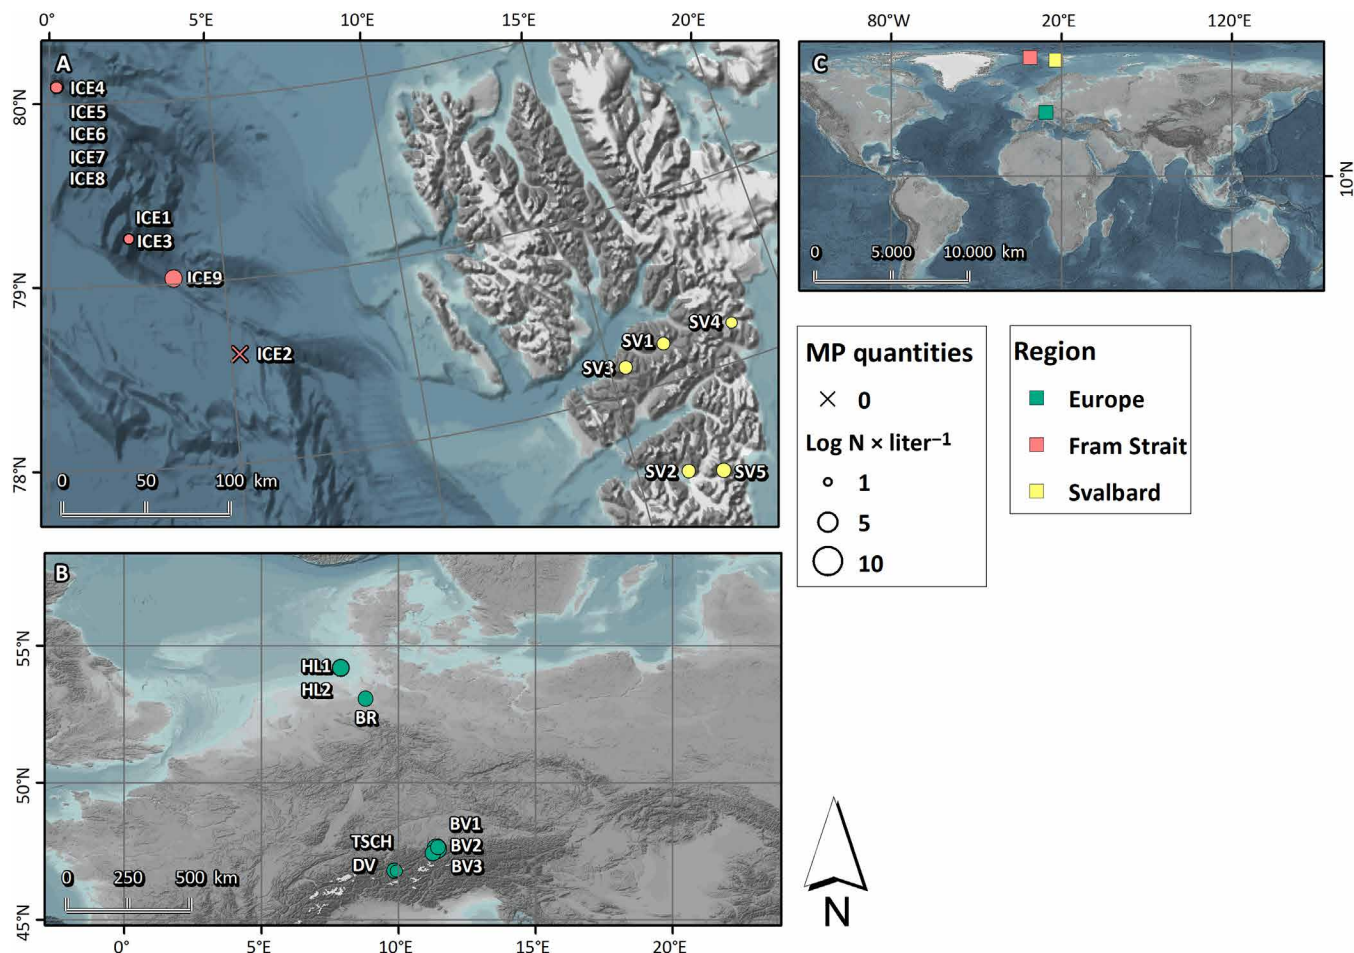 0° 5°E 10°E 15°E 20°E
A
80°N
79°N
78°N
ICE4
ICE5
ICE6
ICE7
ICE8
ICE1
ICE3
ICE9
ICE2
SV4
SV1
SV3
SV2
SV5
0 50 100 km
80°W 20°E 120°E
C
10°N
0 5.000 10.000 km
MP quantities
0
Log N × liter⁻¹
1
5
10
Region
Europe
Fram Strait
Svalbard
B
55°N
50°N
45°N
HL1
HL2
BR
TSCH
DV
BV1
BV2
BV3
0 250 500 km
0° 5°E 10°E 15°E 20°E
N